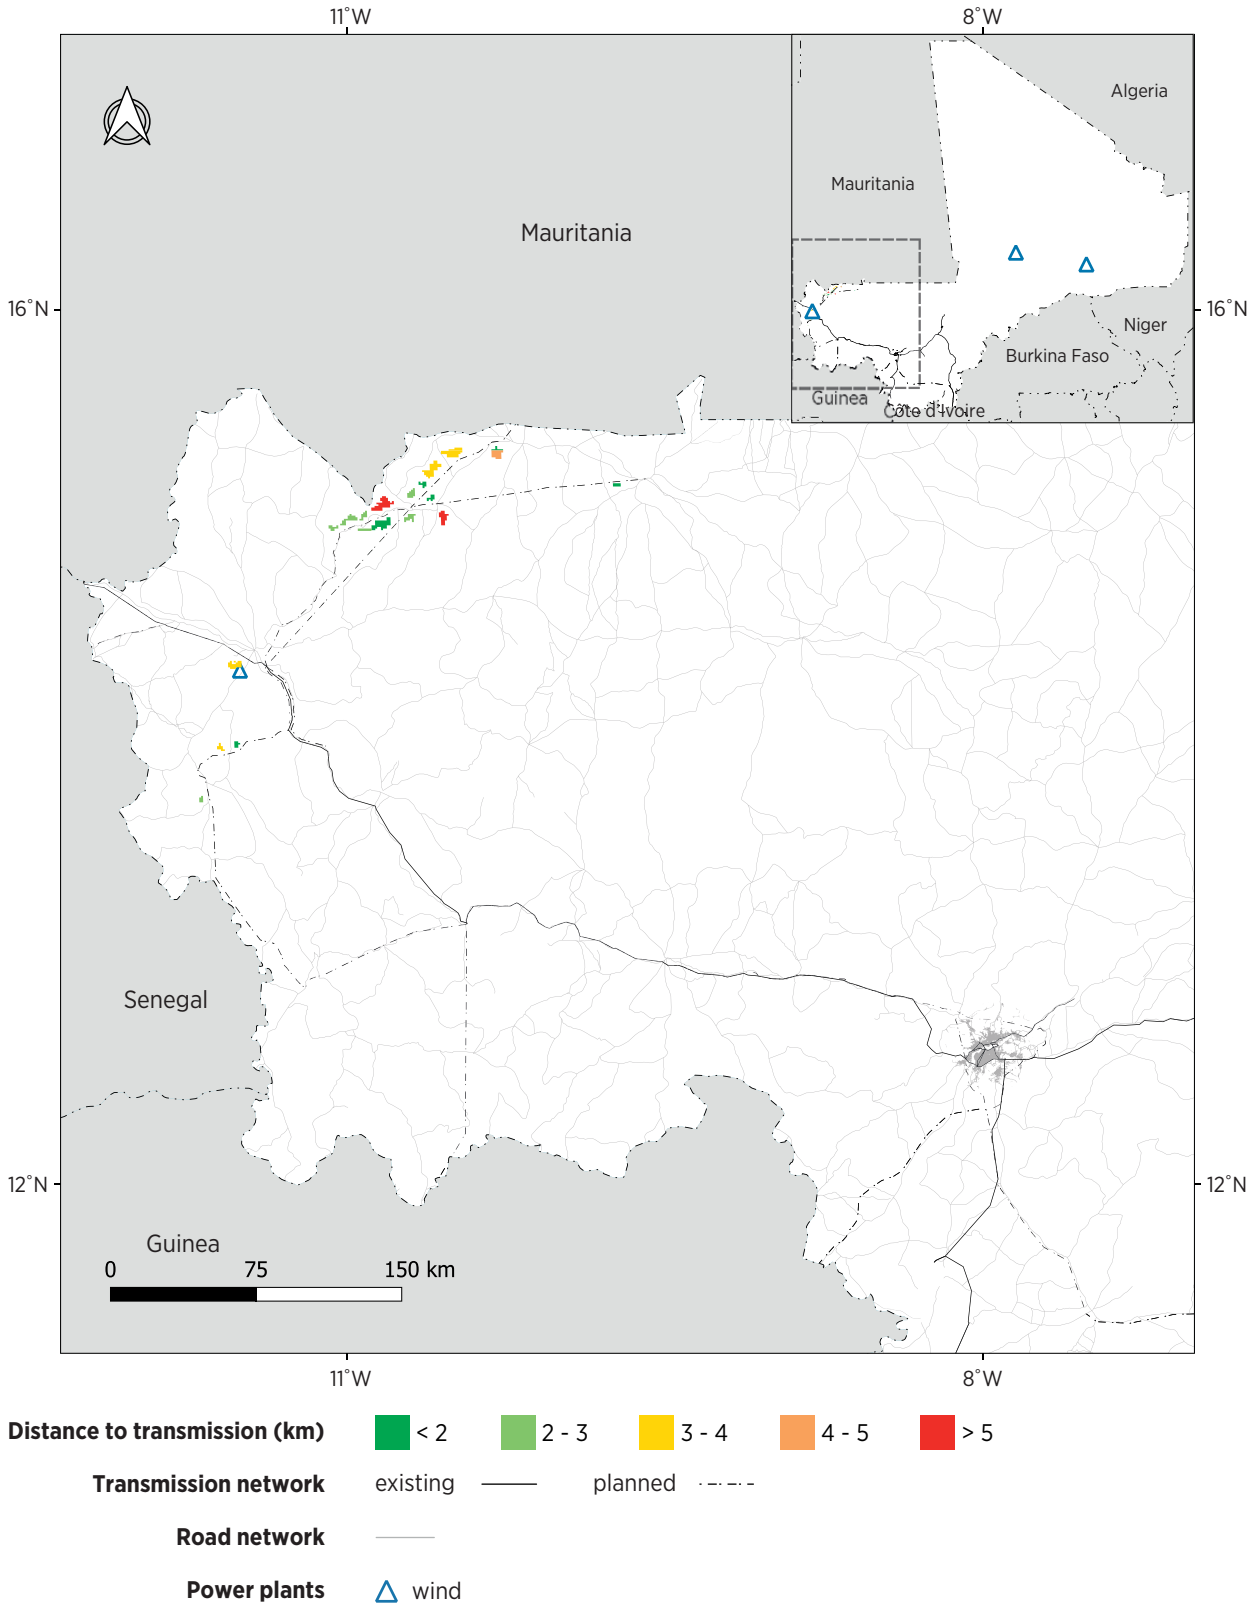 11°W 8°W
Algeria
Mauritania
Mauritania
16°N 16°N
Niger
Burkina Faso
Guinea
Côte d'Ivoire
Senegal
12°N 12°N
Guinea
0 75 150 km
11°W 8°W
Distance to transmission (km) < 2 2 - 3 3 - 4 4 - 5 > 5
Transmission network existing planned
Road network
Power plants wind